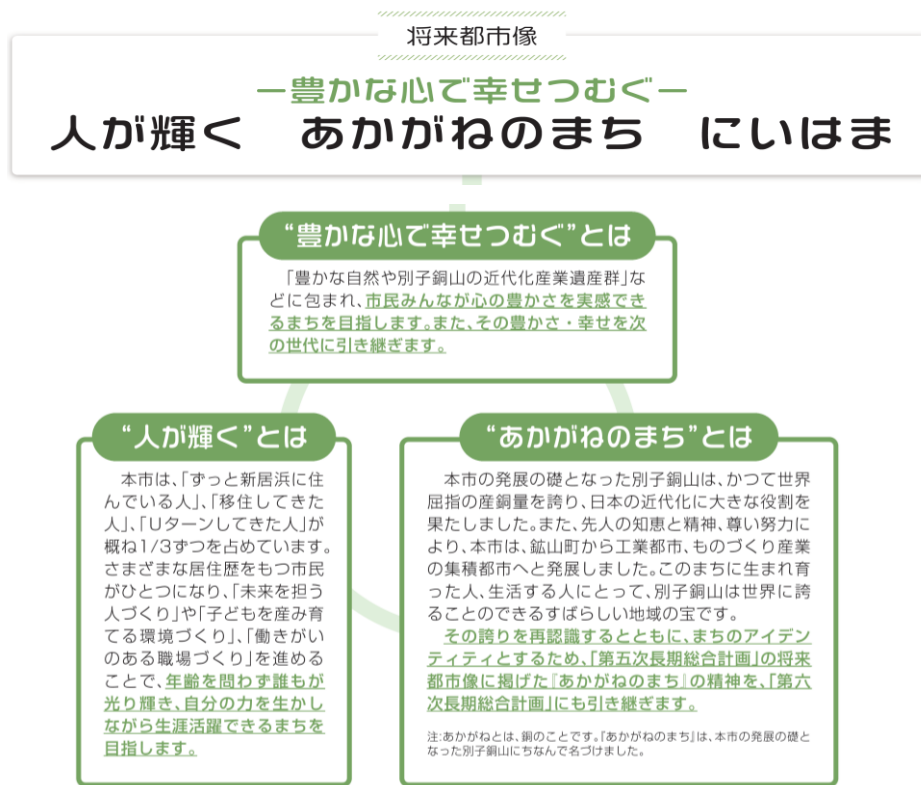 将来都市像
ー豊かな心で幸せつむぐー
人が輝く　あかがねのまち　にいはま
“豊かな心で幸せつむぐ”とは
「豊かな自然や別子銅山の近代化産業遺産群」な
どに包まれ、市民みんなが心の豊かさを実感でき
るまちを目指します。また、その豊かさ・幸せを次
の世代に引き継ぎます。
“人が輝く”とは
本市は、「ずっと新居浜に住
んでいる人」、「移住してきた
人」、「Uターンしてきた人」が
概ね1/3ずつを占めています。
さまざまな居住歴をもつ市民
がひとつになり、「未来を担う
人づくり」や「子どもを産み育
てる環境づくり」、「働きがい
のある職場づくり」を進める
ことで、年齢を問わず誰もが
光り輝き、自分の力を生かし
ながら生涯活躍できるまちを
目指します。
“あかがねのまち”とは
本市の発展の礎となった別子銅山は、かつて世界
屈指の産銅量を誇り、日本の近代化に大きな役割を
果たしました。また、先人の知恵と精神、尊い努力に
より、本市は、鉱山町から工業都市、ものづくり産業
の集積都市へと発展しました。このまちに生まれ育
った人、生活する人にとって、別子銅山は世界に誇
ることのできるすばらしい地域の宝です。
その誇りを再認識するとともに、まちのアイデン
ティティとするため、「第五次長期総合計画」の将来
都市像に掲げた『あかがねのまち』の精神を、「第六
次長期総合計画」にも引き継ぎます。
注:あかがねとは、銅のことです。『あかがねのまち』は、本市の発展の礎と
なった別子銅山にちなんで名づけました。